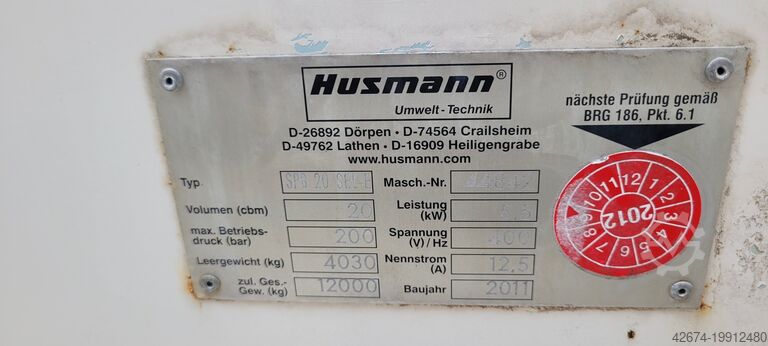 Husmann®
Umwelt-Technik
D-26892 Dörpen • D-74564 Crailsheim
D-49762 Lathen • D-16909 Heiligengrabe
www.husmann.com
nächste Prüfung gemäß
BRG 186, Pkt. 6.1
Typ SPB 20
Masch.-Nr.
Volumen (cbm) 20
Leistung (kW)
max. Betriebs-
druck (bar) 200
Spannung (V) / Hz 400
Leergewicht (kg) 4030
Nennstrom (A) 12,5
zul. Ges.-
Gew. (kg) 12000
Baujahr 2011
2012
1 2 3 4 5 6 7 8 9 10 11 12
42674-19912480